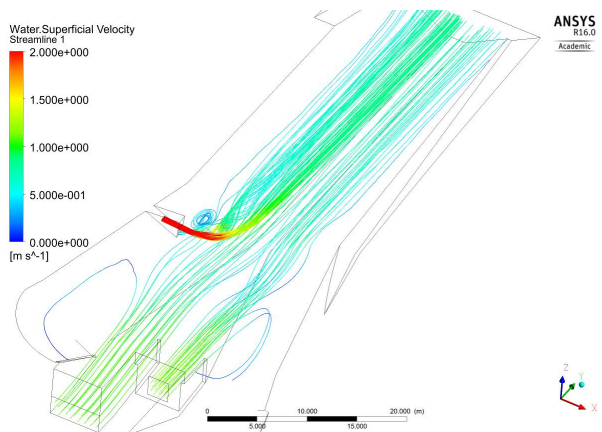 Water.Superficial Velocity
Streamline 1
2.000e+000
1.500e+000
1.000e+000
5.000e-001
0.000e+000
[m s^-1]
ANSYS
R16.0
Academic
Z
Y
X
0
10.000
20.000 (m)
5.000
15.000